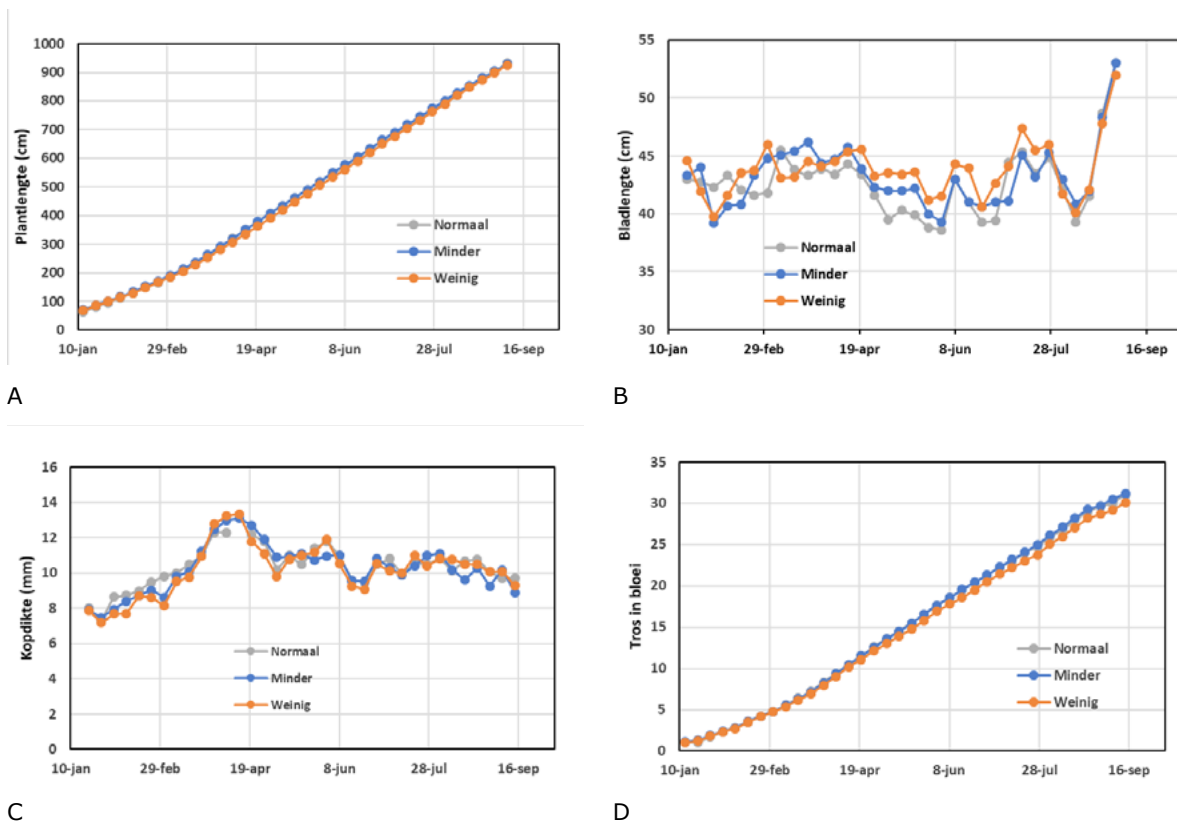 1000
900
800
700
600
500
400
300
200
100
0
Plantlengte (cm)
Normaal
Minder
Weinig
10-jan 29-feb 19-apr 8-jun 28-jul 16-sep
A
55
50
45
40
35
30
Bladlengte (cm)
Normaal
Minder
Weinig
10-jan 29-feb 19-apr 8-jun 28-jul 16-sep
B
16
14
12
10
8
6
4
2
0
Kopdikte (mm)
Normaal
Minder
Weinig
10-jan 29-feb 19-apr 8-jun 28-jul 16-sep
C
35
30
25
20
15
10
5
0
Tros in bloei
Normaal
Minder
Weinig
10-jan 29-feb 19-apr 8-jun 28-jul 16-sep
D